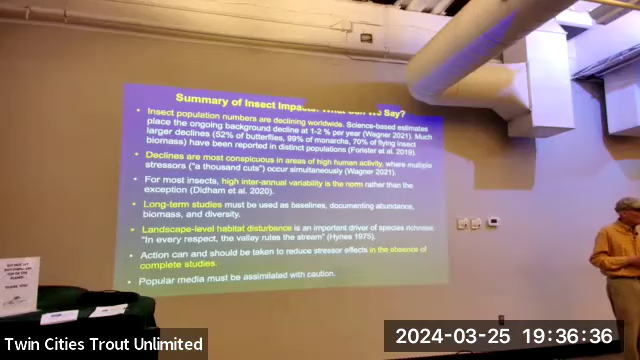 Summary of Insect Impacts: What Can We Say?
• Insect population numbers are declining worldwide. Science-based estimates
place the ongoing background decline at 1-2 % per year (Wagner 2021). Much
larger declines (52% of butterflies, 99% of monarchs, 70% of flying insect
biomass) have been reported in distinct populations (Forister et al. 2019).
• Declines are most conspicuous in areas of high human activity, where multiple
stressors ("a thousand cuts") occur simultaneously (Wagner 2021).
• For most insects, high inter-annual variability is the norm rather than the
exception (Didham et al. 2020).
• Long-term studies must be used as baselines, documenting abundance,
biomass, and diversity.
• Landscape-level habitat disturbance is an important driver of species richness.
"In every respect, the valley rules the stream" (Hynes 1975).
• Action can and should be taken to reduce stressor effects in the absence of
complete studies.
• Popular media must be assimilated with caution.
Twin Cities Trout Unlimited
2024-03-25 19:36:36